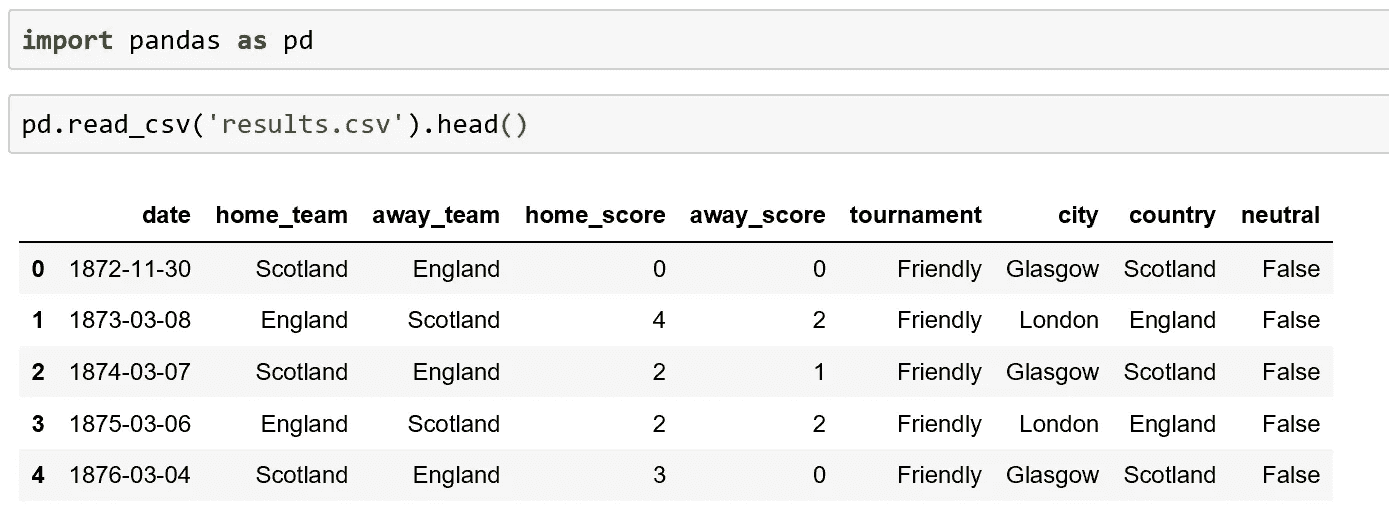 import pandas as pd
pd.read_csv('results.csv').head()
date home_team away_team home_score away_score tournament city country neutral
0 1872-11-30 Scotland England 0 0 Friendly Glasgow Scotland False
1 1873-03-08 England Scotland 4 2 Friendly London England False
2 1874-03-07 Scotland England 2 1 Friendly Glasgow Scotland False
3 1875-03-06 England Scotland 2 2 Friendly London England False
4 1876-03-04 Scotland England 3 0 Friendly Glasgow Scotland False